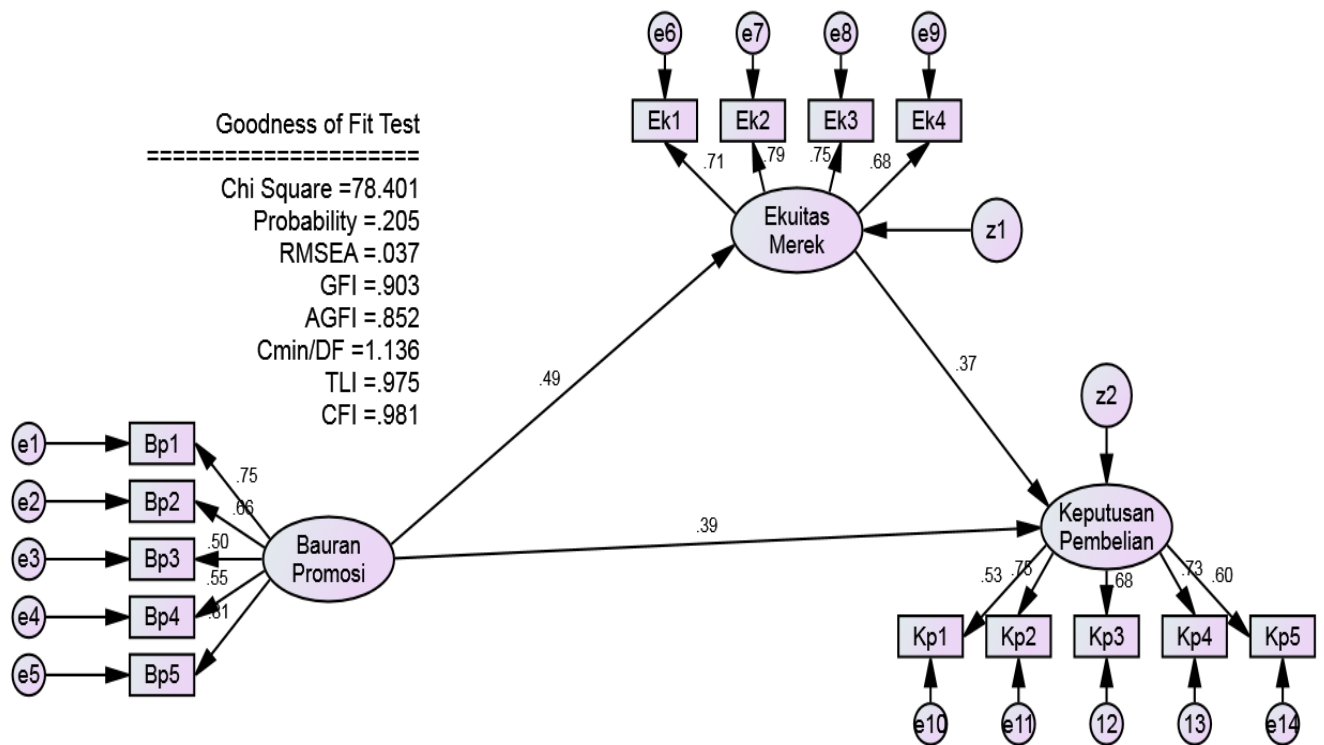 e6
e7
e8
e9
Ek1
Ek2
Ek3
Ek4
.71
.79
.75
.68
Goodness of Fit Test
=====================
Chi Square =78.401
Probability =.205
RMSEA =.037
GFI =.903
AGFI =.852
Cmin/DF =1.136
TLI =.975
CFI =.981
Ekuitas
Merek
z1
.49
.37
z2
e1
Bp1
e2
Bp2
e3
Bp3
e4
Bp4
e5
Bp5
.75
.66
.50
.55
.81
Bauran
Promosi
.39
Keputusan
Pembelian
.53
.75
68
.73
.60
Kp1
Kp2
Kp3
Kp4
Kp5
e10
e11
12
13
e14